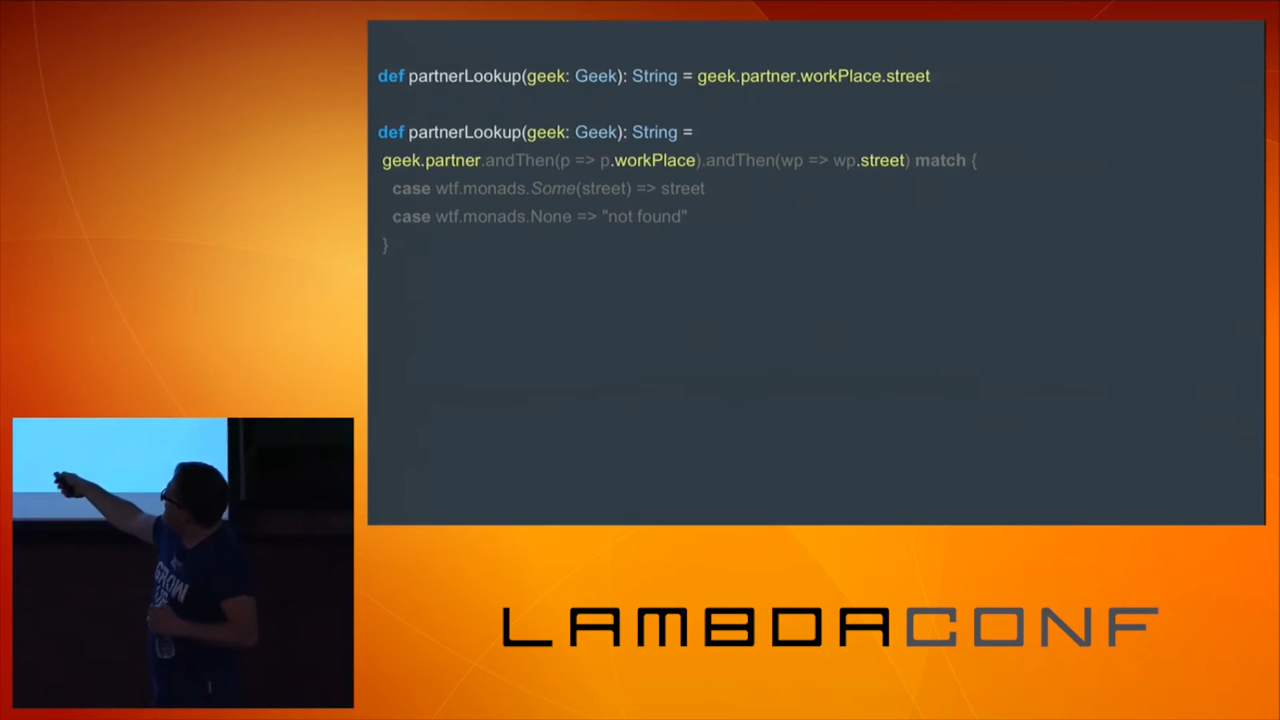 def partnerLookup(geek: Geek): String = geek.partner.workPlace.street
def partnerLookup(geek: Geek): String =
geek.partner.andThen(p => p.workPlace).andThen(wp => wp.street) match {
case wtf.monads.Some(street) => street
case wtf.monads.None => "not found"
}
GROW
LAMBDACONF